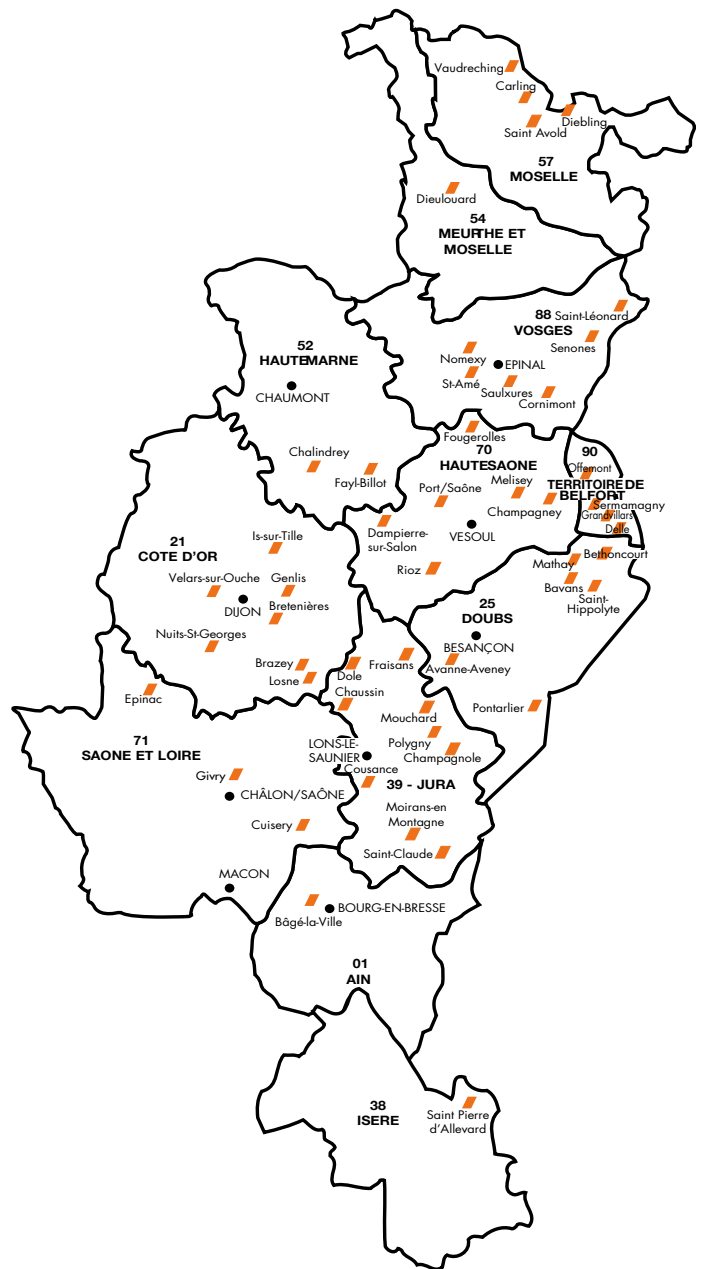 Vaudreching
Carling
Diebling
Saint Avold
57
MOSELLE
Dieulouard
54
MEURTHE ET
MOSELLE
88
VOSGES
Saint-Léonard
Senones
Nomexy
EPINAL
St-Amé
Saulxures
Cornimont
52
HAUTEMARNE
CHAUMONT
Chalindrey
Fayl-Billot
Fougerolles
70
HAUTESAONE
Melisey
Port/Saône
Champagney
Dampierre-
sur-Salon
VESOUL
Rioz
90
Offemont
TERRITOIRE DE
BELFORT
Sermamagny
Grandvillars
Delle
21
COTE D'OR
Is-sur-Tille
Velars-sur-Ouche
Genlis
DIJON
Bretenières
Nuits-St-Georges
Brazey
Losne
25
DOUBS
Bethoncourt
Mathay
Bavans
Saint-
Hippolyte
BESANÇON
Avanne-Aveney
Pontarlier
Fraisans
Dole
Chaussin
Mouchard
LONS-LE-
SAUNIER
Polygny
Champagnole
Cousance
39 - JURA
Moirans-en
Montagne
Saint-Claude
Epinac
71
SAONE ET LOIRE
Givry
CHÂLON/SAÔNE
Cuisery
MACON
BOURG-EN-BRESSE
Bâgé-la-Ville
01
AIN
38
ISERE
Saint Pierre
d'Allevard